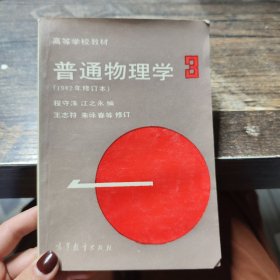 高等学校教材
普通物理学 3
(1982年修订本)
程守洙 江之永 编
王志符 朱咏春等 修订
高等教育出版社